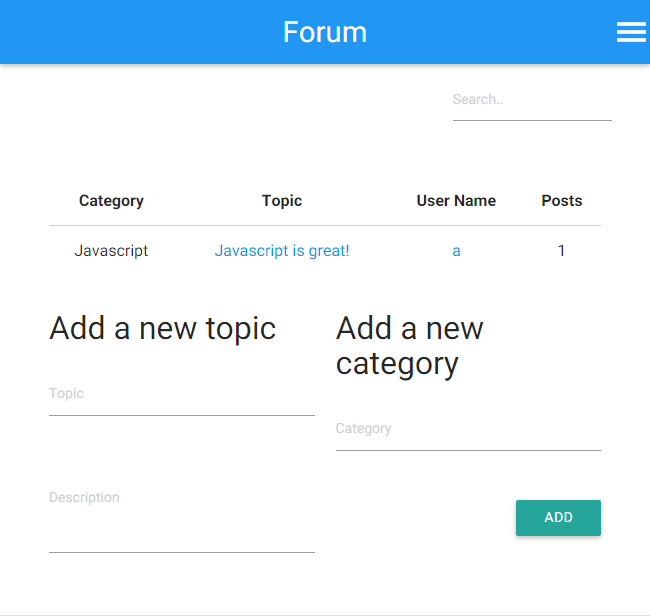 Forum
Search..
Category Topic User Name Posts
Javascript Javascript is great! a 1
Add a new topic
Topic
Description
Add a new
category
Category
ADD